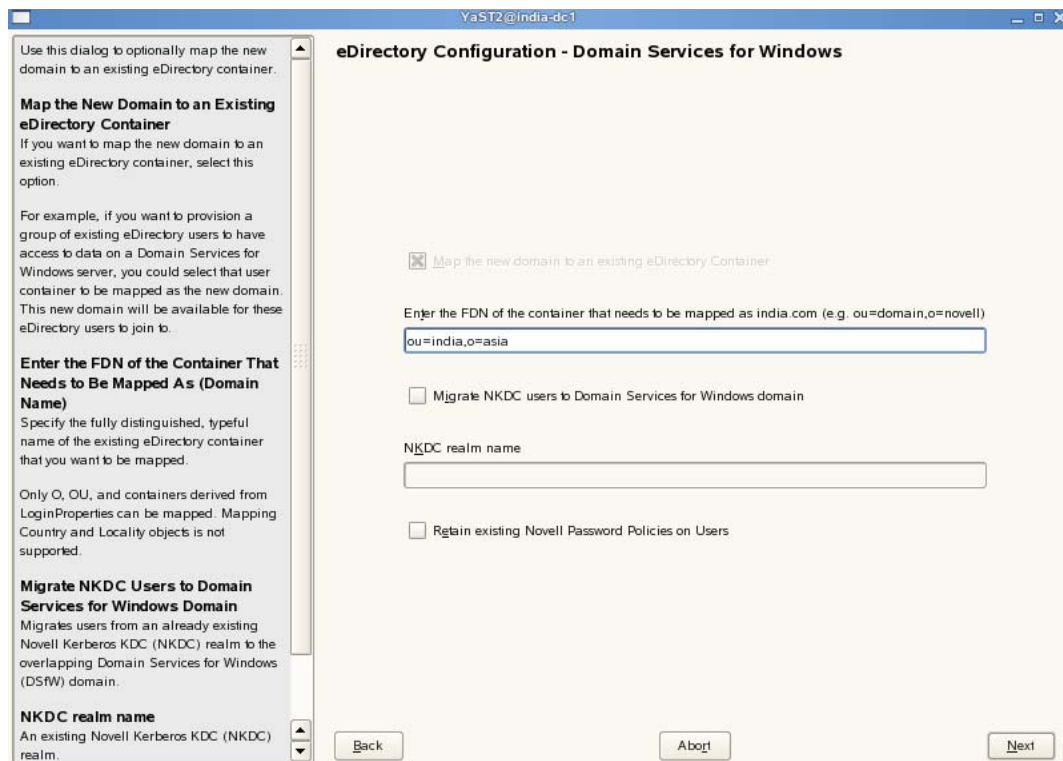 YaST2@india-dc1
Use this dialog to optionally map the new
domain to an existing eDirectory container.
Map the New Domain to an Existing
eDirectory Container
If you want to map the new domain to an
existing eDirectory container, select this
option.
For example, if you want to provision a
group of existing eDirectory users to have
access to data on a Domain Services for
Windows server, you could select that user
container to be mapped as the new domain.
This new domain will be available for these
eDirectory users to join to.
Enter the FDN of the Container That
Needs to Be Mapped As (Domain
Name)
Specify the fully distinguished, typeful
name of the existing eDirectory container
that you want to be mapped.
Only O, OU, and containers derived from
LoginProperties can be mapped. Mapping
Country and Locality objects is not
supported.
Migrate NKDC Users to Domain
Services for Windows Domain
Migrates users from an already existing
Novell Kerberos KDC (NKDC) realm to the
overlapping Domain Services for Windows
(DSfW) domain.
NKDC realm name
An existing Novell Kerberos KDC (NKDC)
realm.
eDirectory Configuration - Domain Services for Windows
Map the new domain to an existing eDirectory Container
Enter the FDN of the container that needs to be mapped as india.com (e.g. ou=domain,o=novell)
ou=india,o=asia
Migrate NKDC users to Domain Services for Windows domain
NKDC realm name
Retain existing Novell Password Policies on Users
Back
Abort
Next